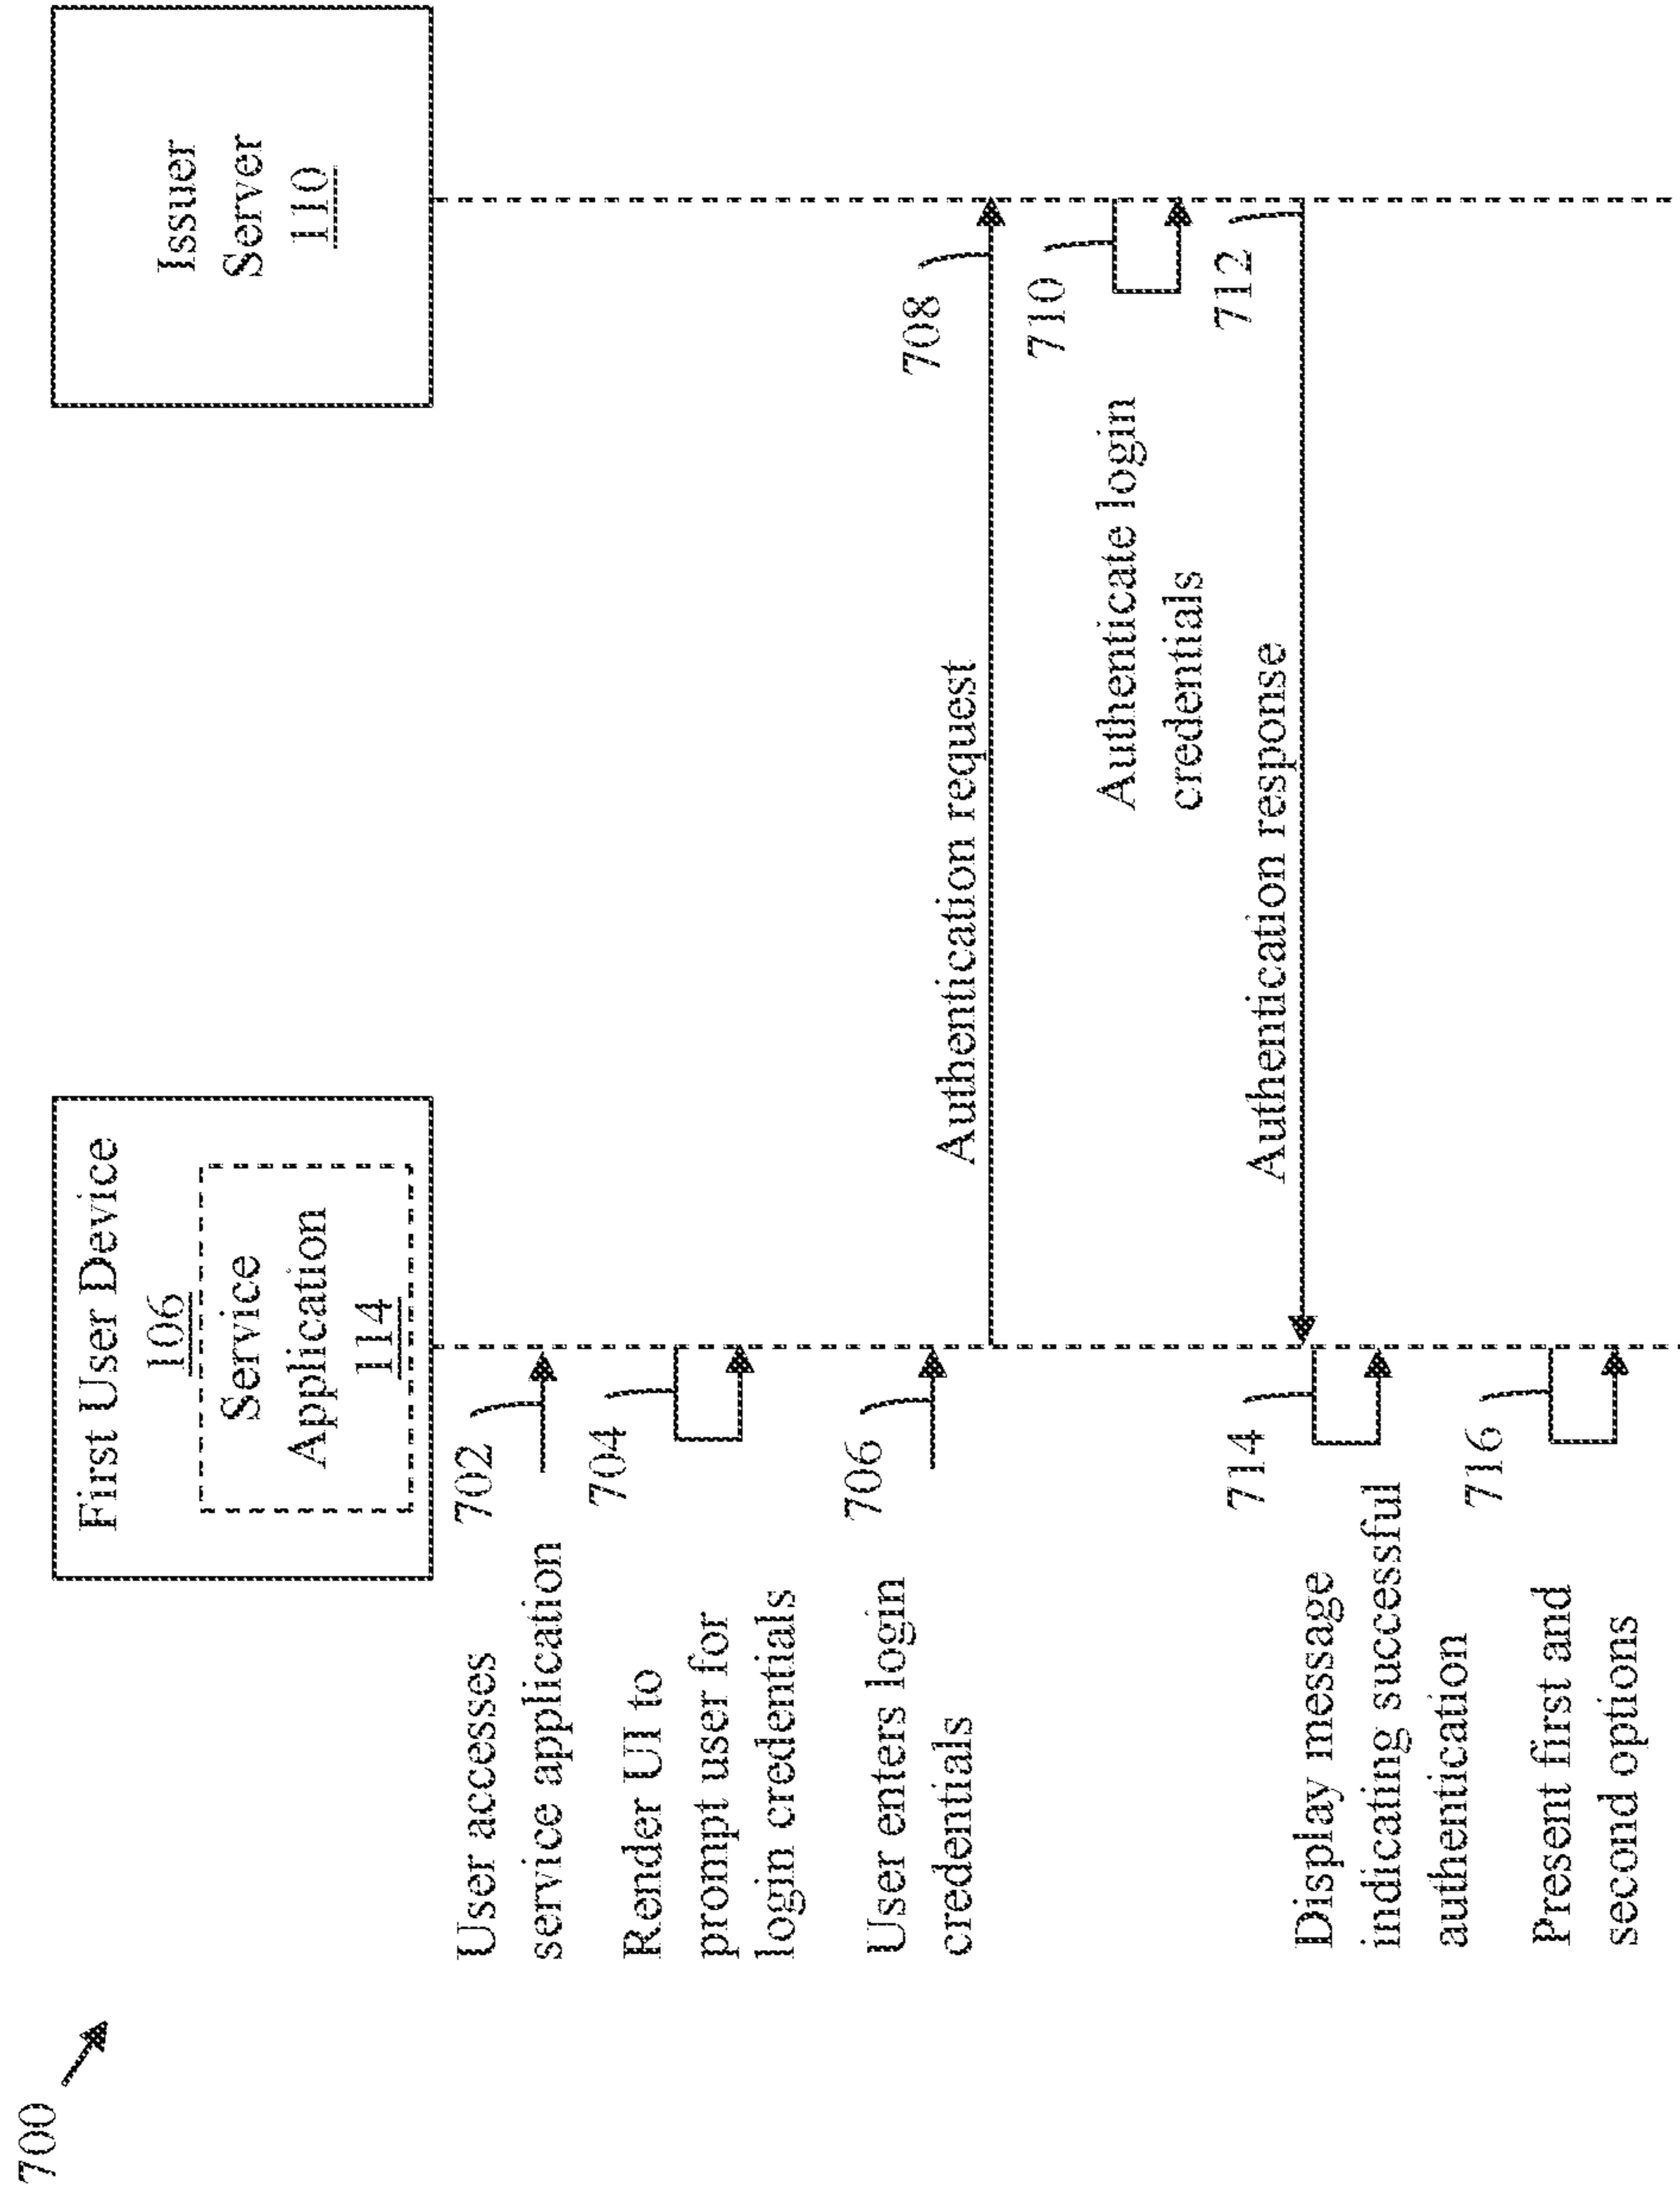 700
First User Device
106
Service
Application
114
Issuer
Server
110
User accesses
service application
702
Render UI to
prompt user for
login credentials
704
User enters login
credentials
706
Authentication request
708
Authenticate login
credentials
710
Authentication response
712
Display message
indicating successful
authentication
714
Present first and
second options
716